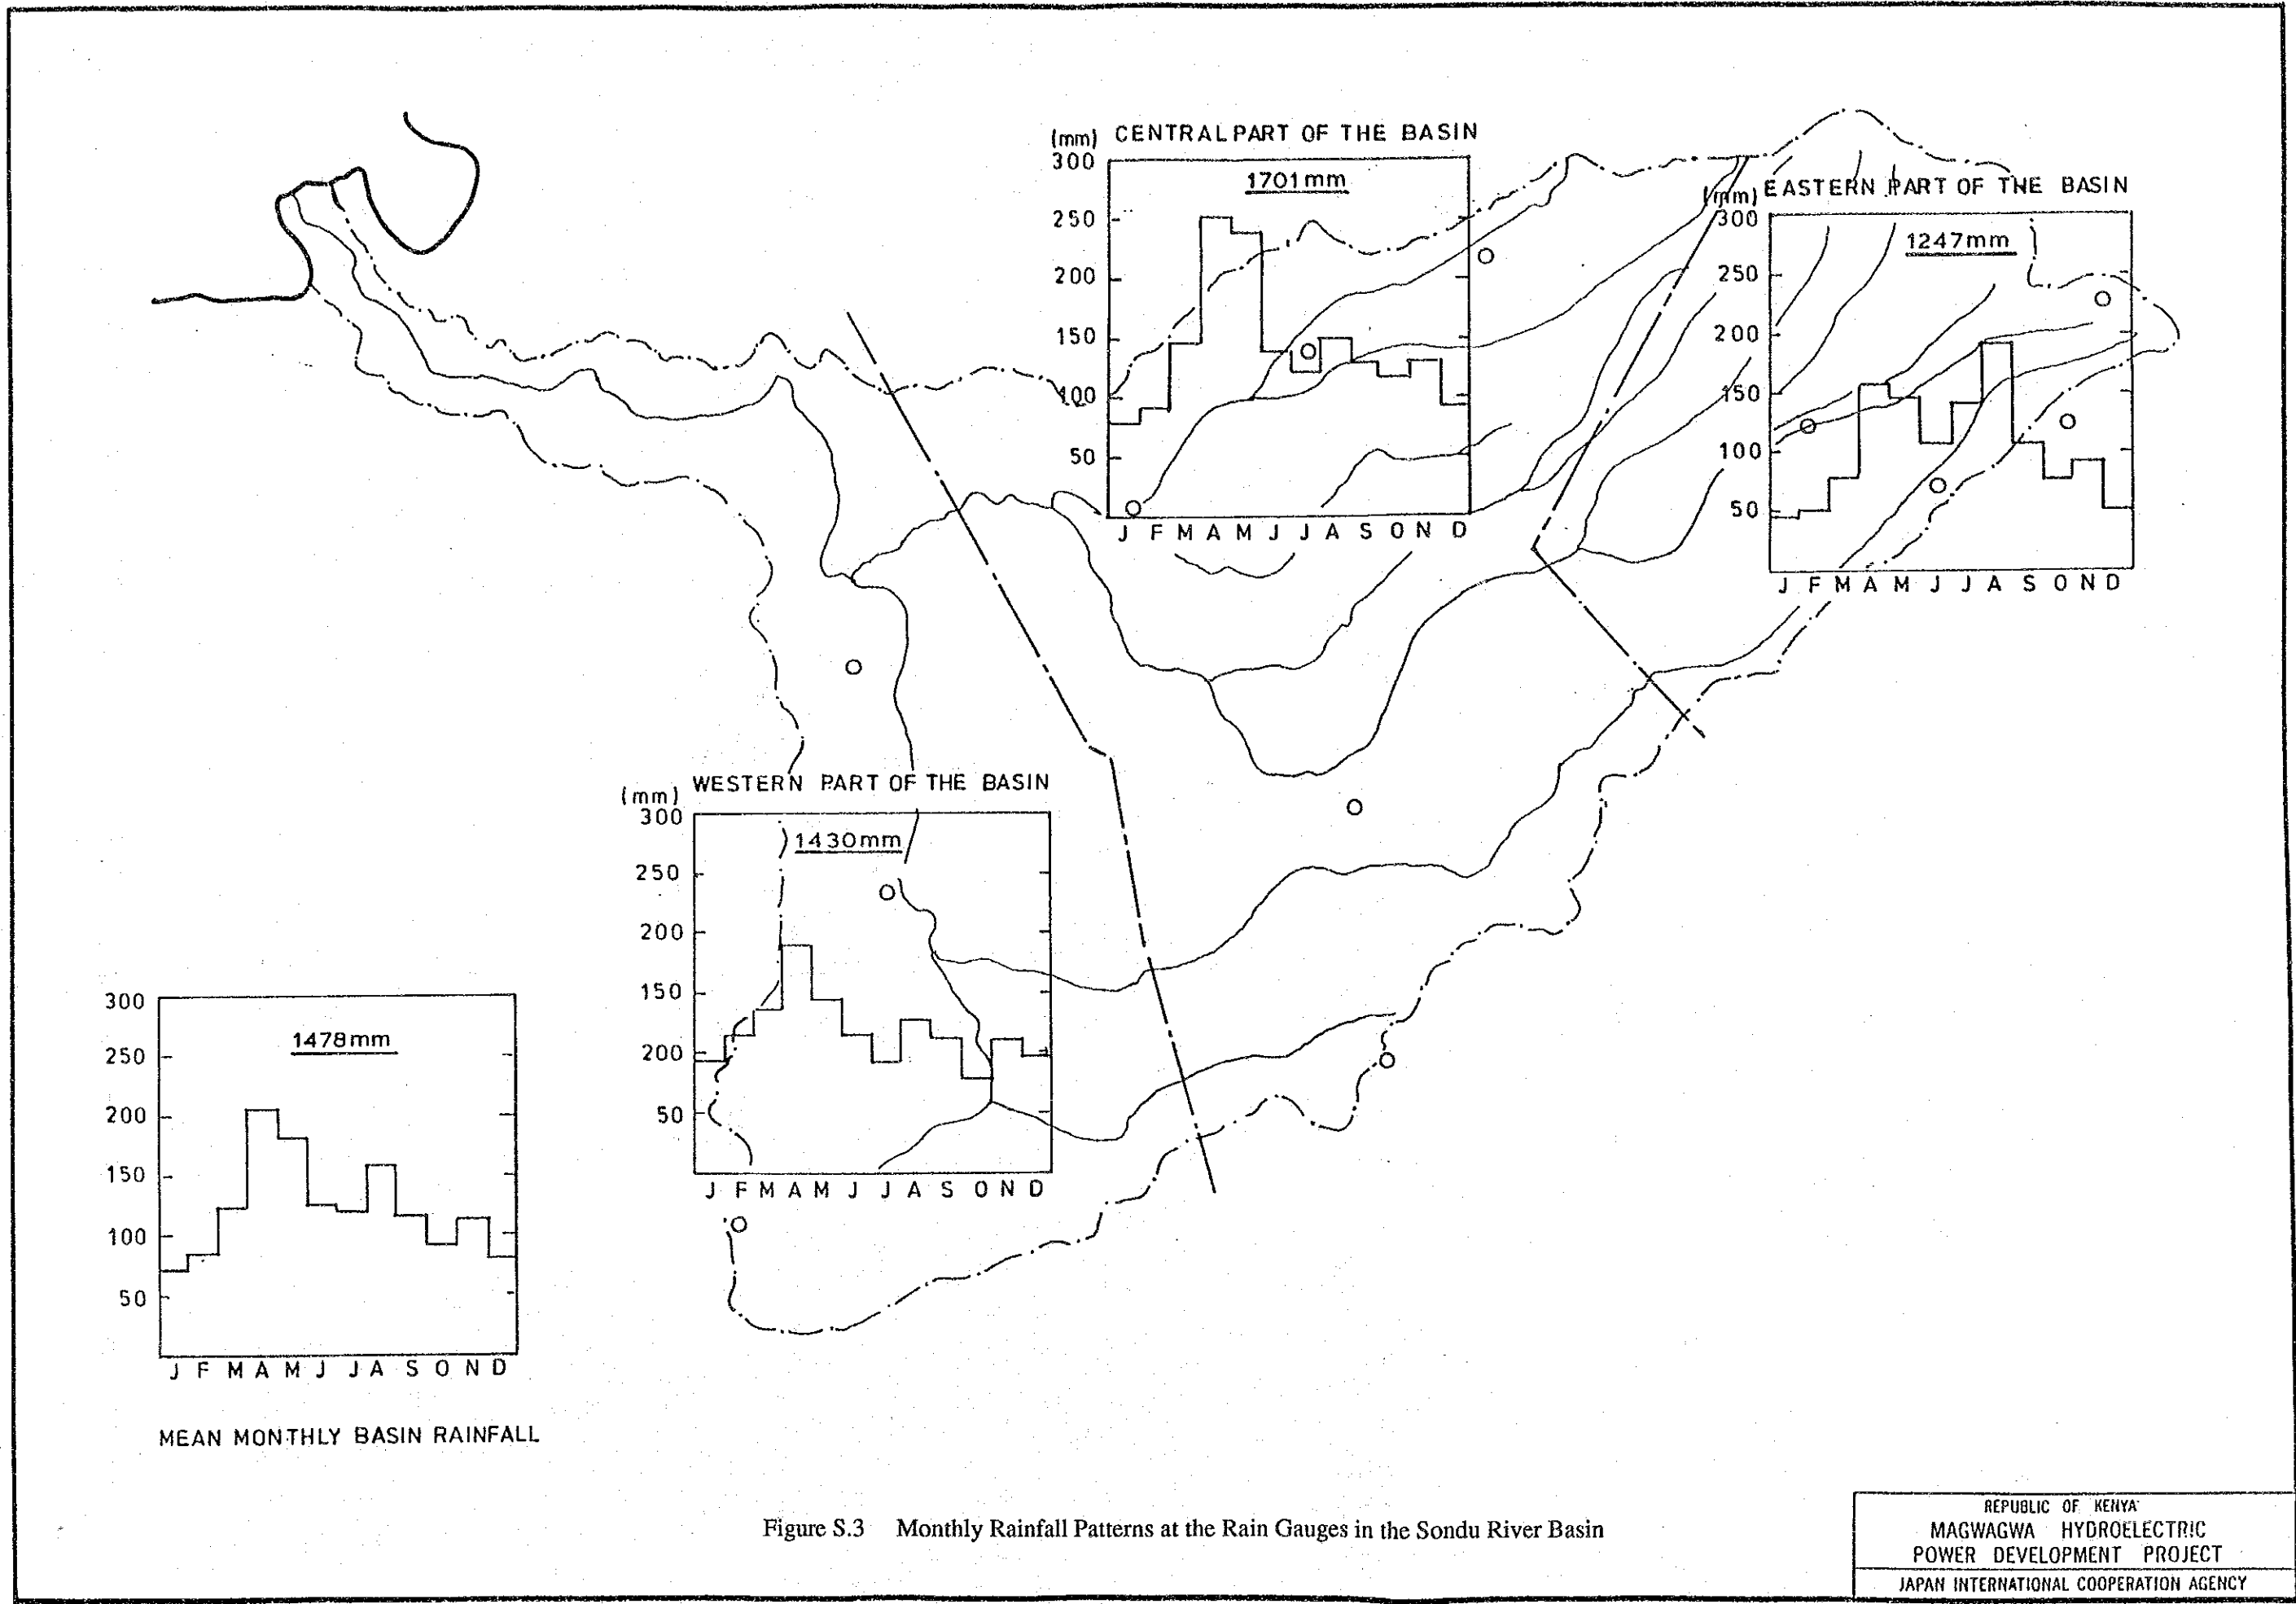 (mm) CENTRAL PART OF THE BASIN
300
1701mm
250
200
150
100
50
J F M A M J J A S O N D
(mm) EASTERN PART OF THE BASIN
300
1247mm
250
200
150
100
50
J F M A M J J A S O N D
(mm) WESTERN PART OF THE BASIN
300
1430mm
250
200
150
200
50
J F M A M J J A S O N D
300
1478mm
250
200
150
100
50
J F M A M J J A S O N D
MEAN MONTHLY BASIN RAINFALL
Figure S.3 Monthly Rainfall Patterns at the Rain Gauges in the Sondu River Basin
REPUBLIC OF KENYA
MAGWAGWA HYDROELECTRIC
POWER DEVELOPMENT PROJECT
JAPAN INTERNATIONAL COOPERATION AGENCY